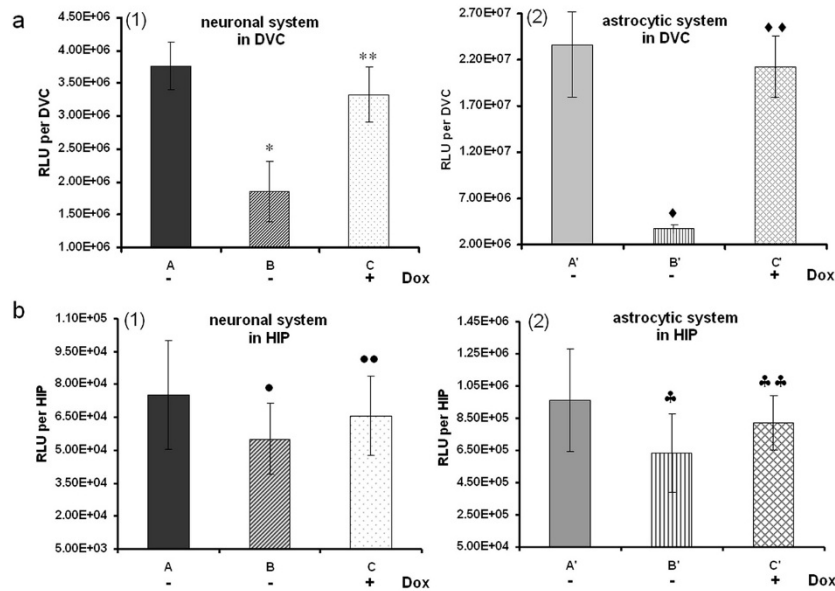 a
(1)
neuronal system
in DVC
RLU per DVC
4.00E+06
3.75E+06
3.50E+06
3.00E+06
2.50E+06
2.00E+06
1.50E+06
1.00E+06
**
*
A B C
- - + Dox
(2)
astrocytic system
in DVC
RLU per DVC
2.70E+07
2.20E+07
1.70E+07
1.20E+07
7.00E+06
2.00E+06
♦♦
♦
A' B' C'
- - + Dox
b
(1)
neuronal system
in HIP
RLU per HIP
1.10E+05
9.50E+04
8.00E+04
6.50E+04
5.00E+04
3.50E+04
2.00E+04
5.00E+03
●●
●
A B C
- - + Dox
(2)
astrocytic system
in HIP
RLU per HIP
1.45E+06
1.25E+06
1.05E+06
8.50E+05
6.50E+05
4.50E+05
2.50E+05
5.00E+04
♣♣
♣
A' B' C'
- - + Dox